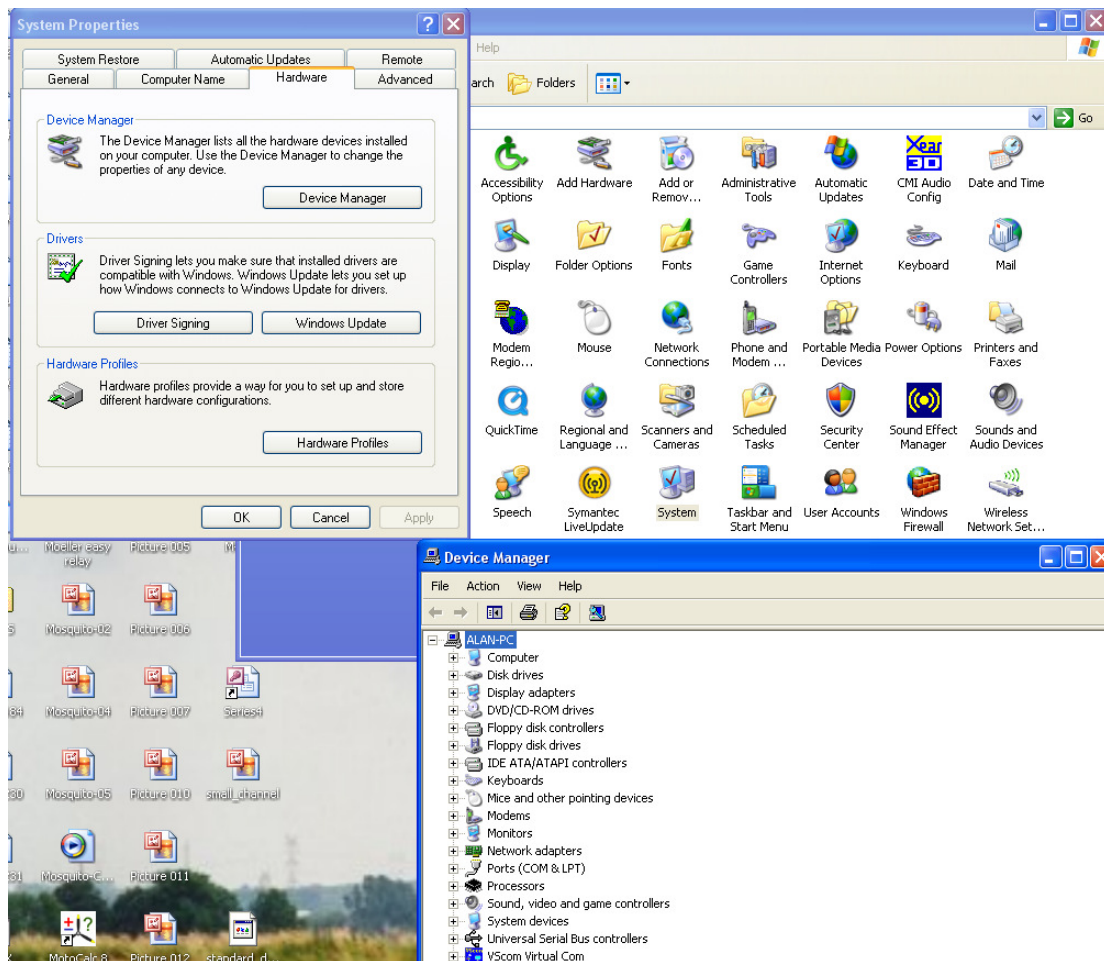 System Properties
System Restore Automatic Updates Remote
General Computer Name Hardware Advanced
Device Manager
The Device Manager lists all the hardware devices installed
on your computer. Use the Device Manager to change the
properties of any device.
Device Manager
Drivers
Driver Signing lets you make sure that installed drivers are
compatible with Windows. Windows Update lets you set up
how Windows connects to Windows Update for drivers.
Driver Signing Windows Update
Hardware Profiles
Hardware profiles provide a way for you to set up and store
different hardware configurations.
Hardware Profiles
OK Cancel Apply
Help
arch Folders
Go
Xear
3D
Accessibility Options
Add Hardware
Add or Remov...
Administrative Tools
Automatic Updates
CMI Audio Config
Date and Time
Display
Folder Options
Fonts
Game Controllers
Internet Options
Keyboard
Mail
Modem Regio...
Mouse
Network Connections
Phone and Modem ...
Portable Media Devices
Power Options
Printers and Faxes
QuickTime
Regional and Language ...
Scanners and Cameras
Scheduled Tasks
Security Center
Sound Effect Manager
Sounds and Audio Devices
Speech
Symantec LiveUpdate
System
Taskbar and Start Menu
User Accounts
Windows Firewall
Wireless Network Set...
Moeller easy relay
Picture 005
Mosquito-02
Picture 006
Mosquito-04
Picture 007
Series4
Mosquito-05
Picture 010
small_channel
Mosquito-C...
Picture 011
MotoCalc 8
Picture 012
standard_d...
Device Manager
File Action View Help
ALAN-PC
Computer
Disk drives
Display adapters
DVD/CD-ROM drives
Floppy disk controllers
Floppy disk drives
IDE ATA/ATAPI controllers
Keyboards
Mice and other pointing devices
Modems
Monitors
Network adapters
Ports (COM & LPT)
Processors
Sound, video and game controllers
System devices
Universal Serial Bus controllers
VScom Virtual Com